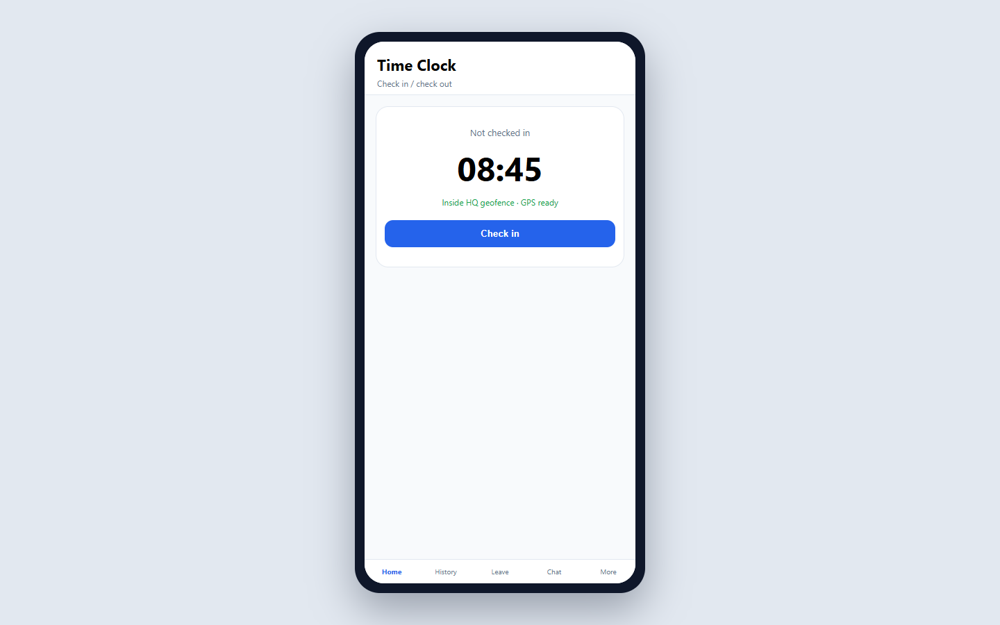 Time Clock
Check in / check out
Not checked in
08:45
Inside HQ geofence · GPS ready
Check in
Home History Leave Chat More